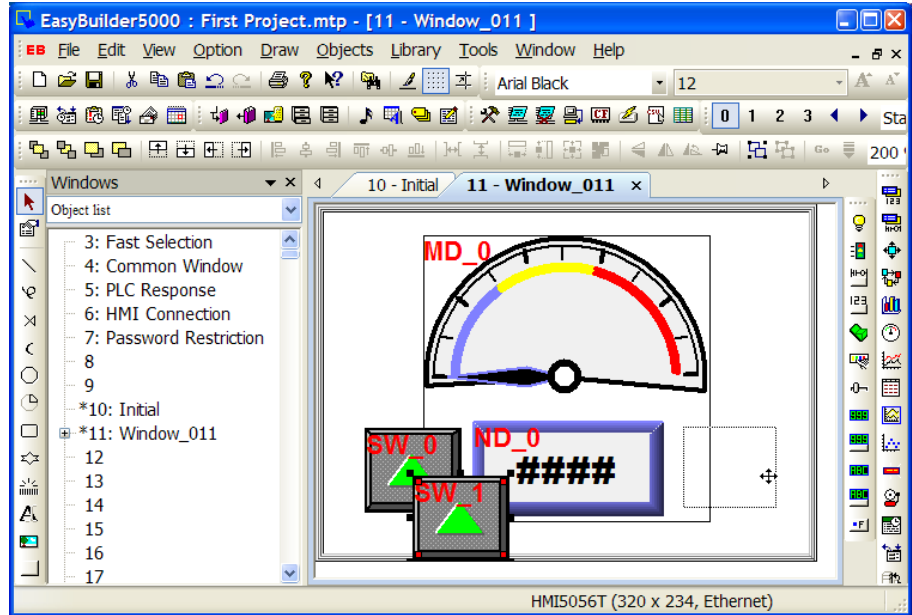 EasyBuilder5000 : First Project.mtp - [11 - Window_011 ]
EB File Edit View Option Draw Objects Library Tools Window Help
Arial Black 12
0 1 2 3 Sta
Go 200
Windows
Object list
3: Fast Selection
4: Common Window
5: PLC Response
6: HMI Connection
7: Password Restriction
8
9
*10: Initial
*11: Window_011
12
13
14
15
16
17
10 - Initial
11 - Window_011
MD_0
SW_0
ND_0
####
SW_1
HMI5056T (320 x 234, Ethernet)